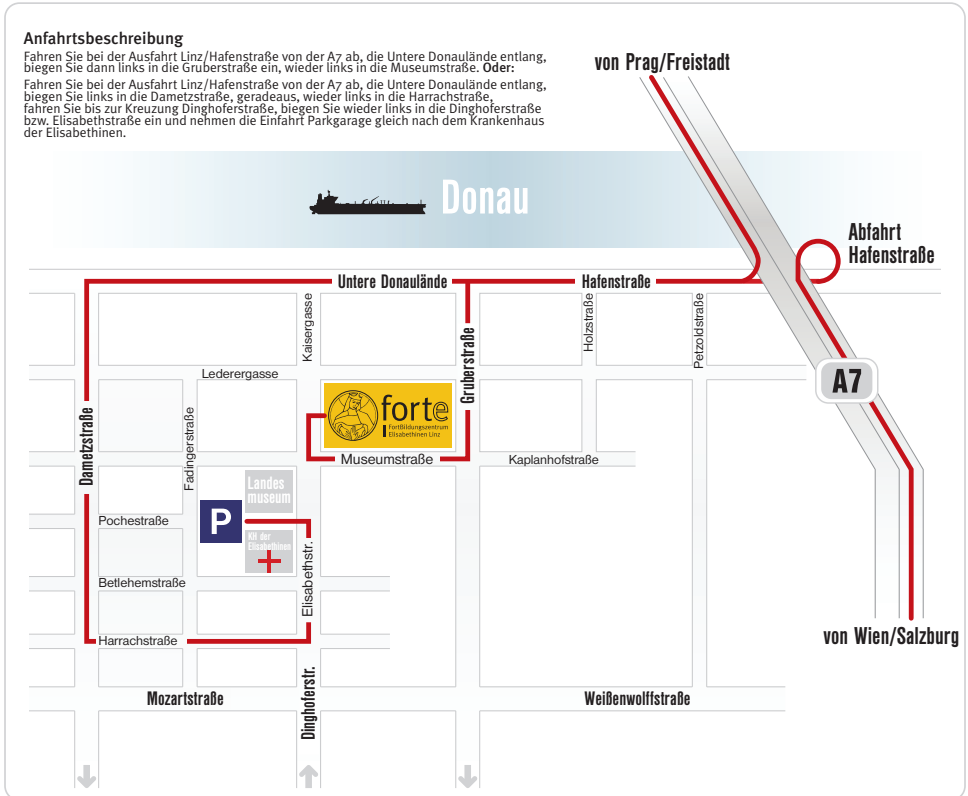 Anfahrtsbeschreibung
Fahren Sie bei der Ausfahrt Linz/Hafenstraße von der A7 ab, die Untere Donaulände entlang,
biegen Sie dann links in die Gruberstraße ein, wieder links in die Museumstraße. Oder:
Fahren Sie bei der Ausfahrt Linz/Hafenstraße von der A7 ab, die Untere Donaulände entlang,
biegen Sie links in die Dametzstraße, geradeaus, wieder links in die Harrachstraße,
fahren Sie bis zur Kreuzung Dinghoferstraße, biegen Sie wieder links in die Dinghoferstraße
bzw. Elisabethstraße ein und nehmen die Einfahrt Parkgarage gleich nach dem Krankenhaus
der Elisabethinen.
von Prag/Freistadt
Donau
Abfahrt
Hafenstraße
Untere Donaulände
Hafenstraße
Kaisergasse
Holzstraße
Petzoldstraße
Gruberstraße
Lederergasse
A7
forte
FortBildungszentrum
Elisabethinen Linz
Dametzstraße
Fadingerstraße
Museumstraße
Kaplanhofstraße
Landes
museum
P
Pochestraße
KH der
Elisabethinen
Elisabethstr.
Betlehemstraße
Harrachstraße
von Wien/Salzburg
Dinghoferstr.
Mozartstraße
Weißenwolffstraße